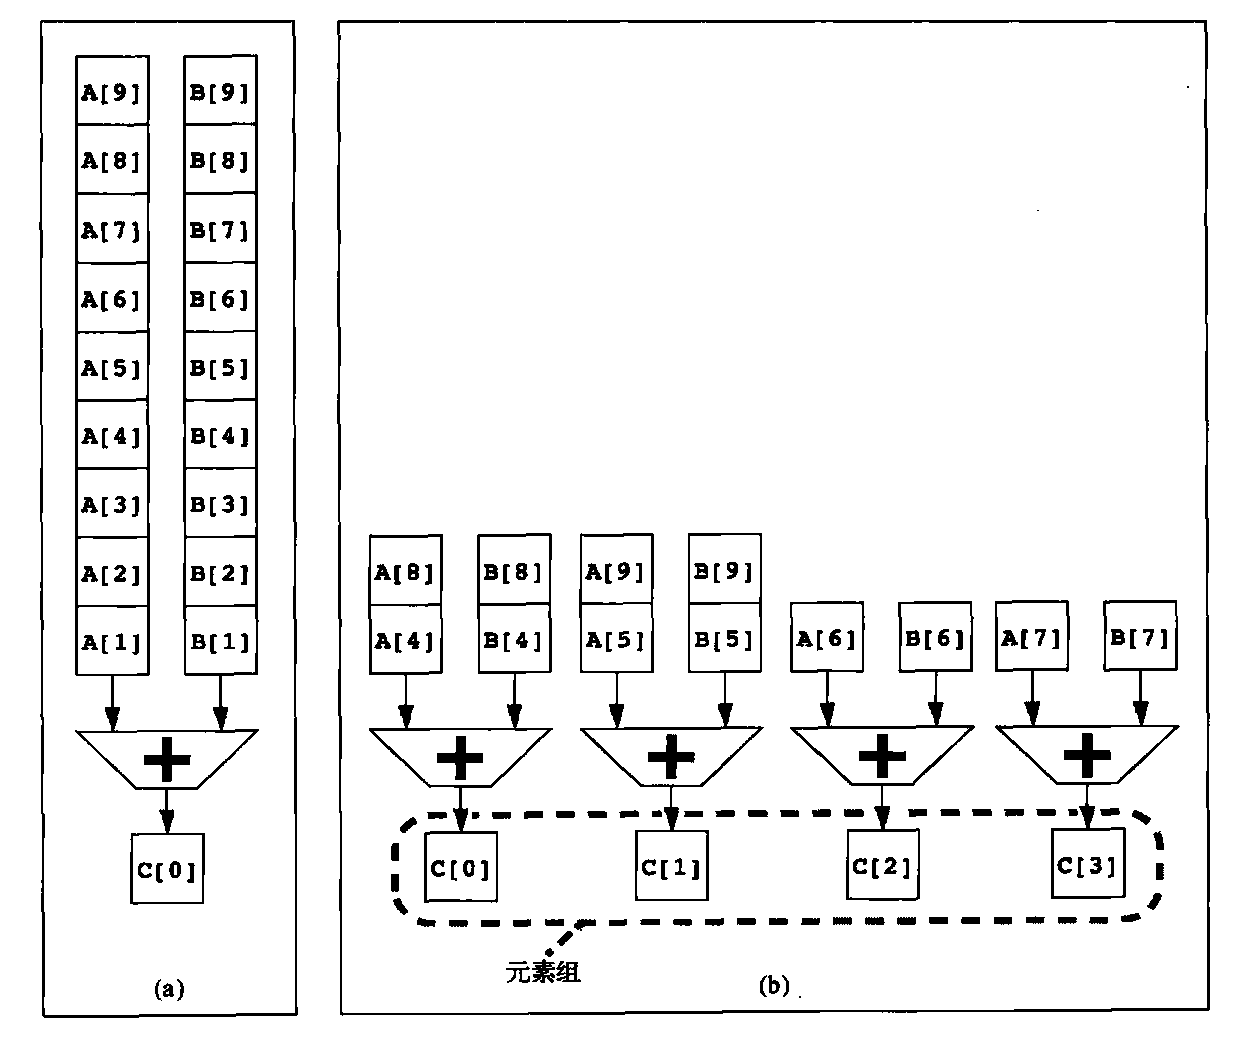 A[9] B[9]
A[8] B[8]
A[7] B[7]
A[6] B[6]
A[5] B[5]
A[4] B[4]
A[3] B[3]
A[2] B[2]
A[1] B[1]
+
C[0]
(a)
A[8] B[8] A[9] B[9]
A[4] B[4] A[5] B[5] A[6] B[6] A[7] B[7]
+ + + +
C[0] C[1] C[2] C[3]
元素组
(b)